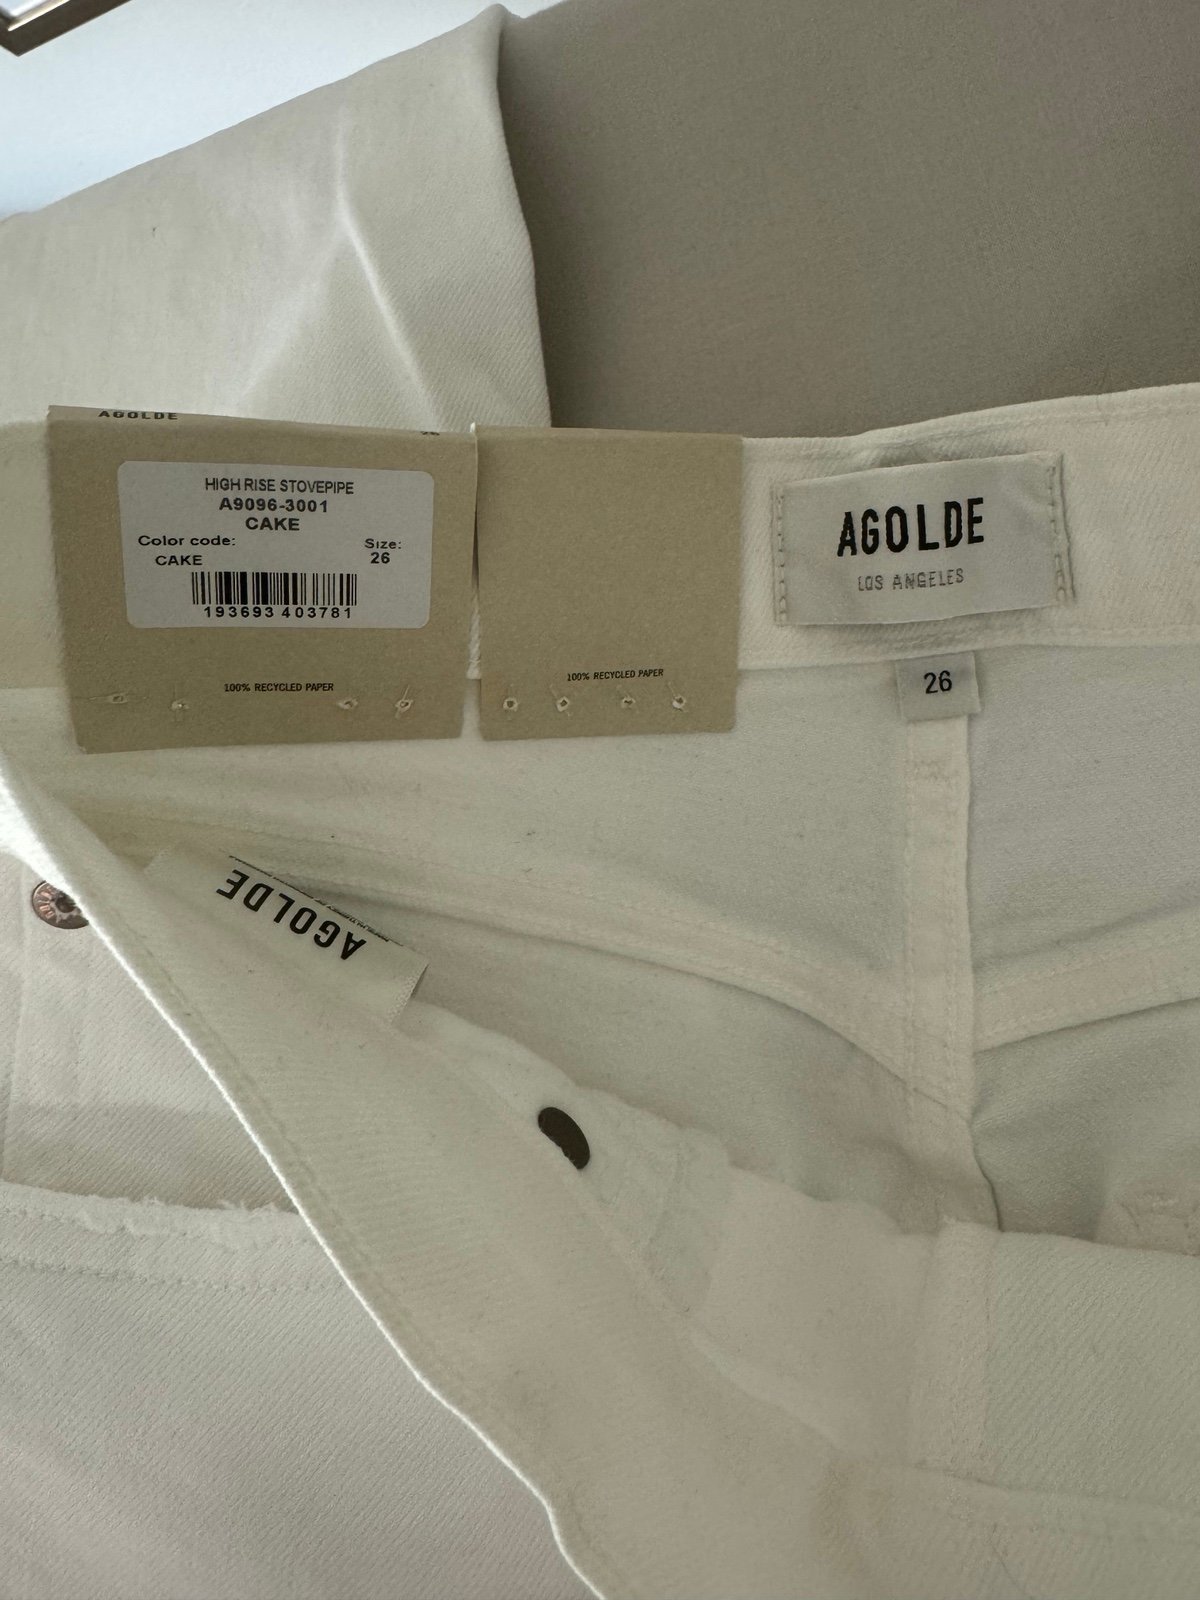 AGOLDE
26
HIGH RISE STOVEPIPE
A9096-3001
CAKE
Color code: Size:
CAKE 26
193693 403781
100% RECYCLED PAPER
100% RECYCLED PAPER
AGOLDE
LOS ANGELES
26
AGOLDE